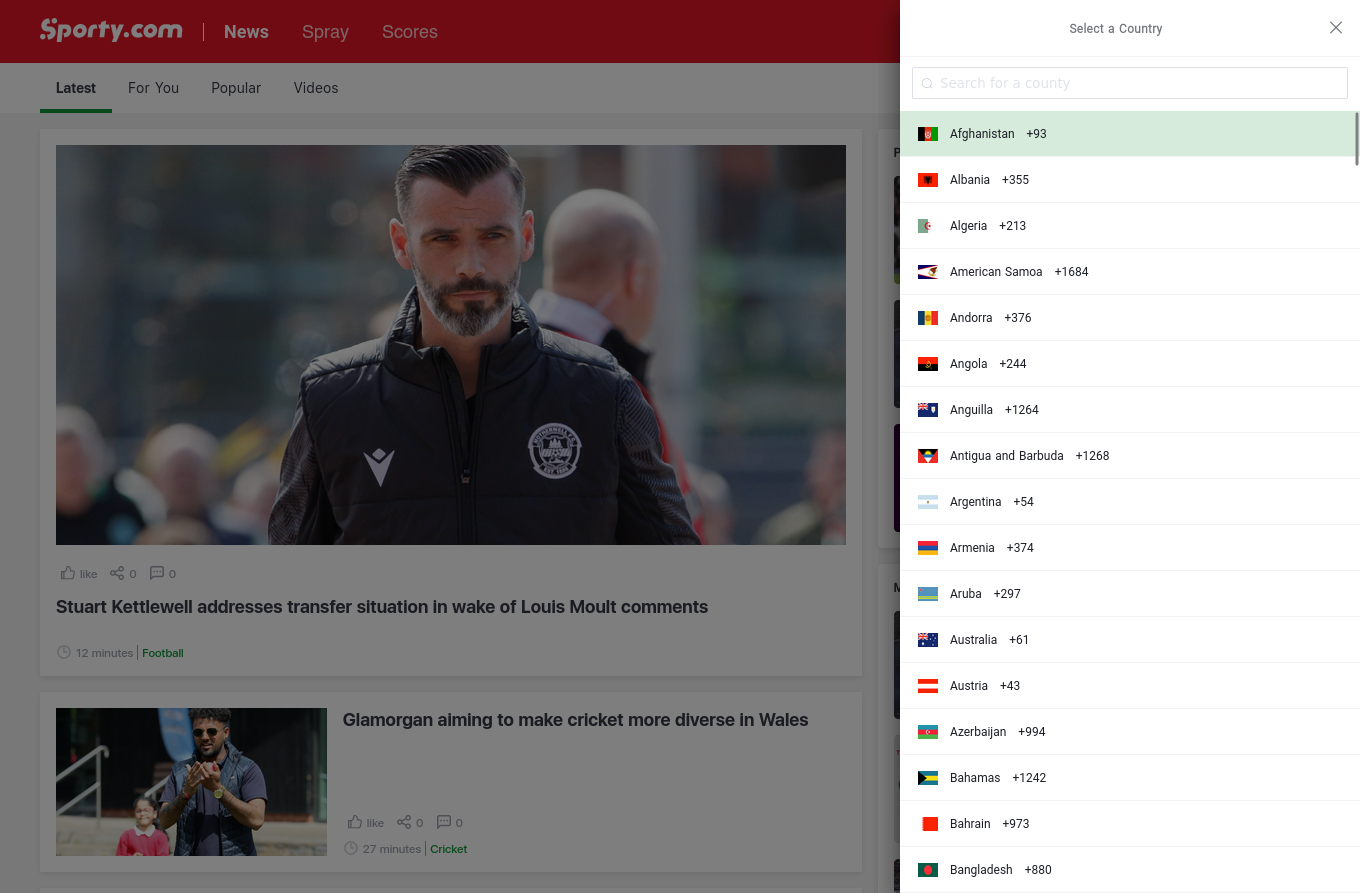 Sporty.com
News
Spray
Scores
Latest
For You
Popular
Videos
MOTHERWELL F.C.
like
0
0
Stuart Kettlewell addresses transfer situation in wake of Louis Moult comments
12 minutes
Football
Glamorgan aiming to make cricket more diverse in Wales
like
0
0
27 minutes
Cricket
P
M
Select a Country
Search for a county
Afghanistan +93
Albania +355
Algeria +213
American Samoa +1684
Andorra +376
Angola +244
Anguilla +1264
Antigua and Barbuda +1268
Argentina +54
Armenia +374
Aruba +297
Australia +61
Austria +43
Azerbaijan +994
Bahamas +1242
Bahrain +973
Bangladesh +880